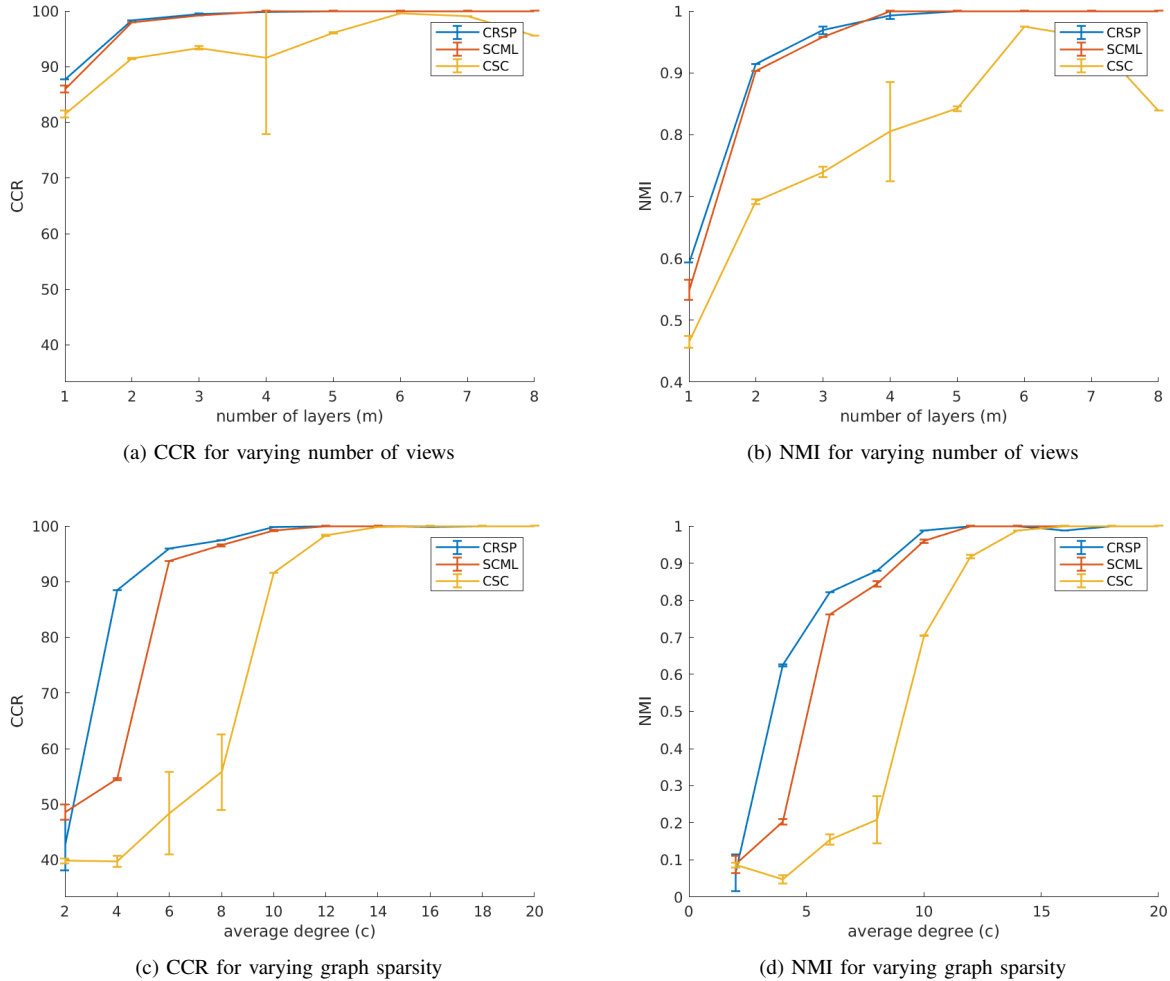 100
90
80
70
60
50
40
CCR
1 2 3 4 5 6 7 8
number of layers (m)
CRSP
SCML
CSC
(a) CCR for varying number of views
1
0.9
0.8
0.7
0.6
0.5
0.4
NMI
1 2 3 4 5 6 7 8
number of layers (m)
CRSP
SCML
CSC
(b) NMI for varying number of views
100
90
80
70
60
50
40
CCR
2 4 6 8 10 12 14 16 18 20
average degree (c)
CRSP
SCML
CSC
(c) CCR for varying graph sparsity
1
0.9
0.8
0.7
0.6
0.5
0.4
0.3
0.2
0.1
0
NMI
0 5 10 15 20
average degree (c)
CRSP
SCML
CSC
(d) NMI for varying graph sparsity